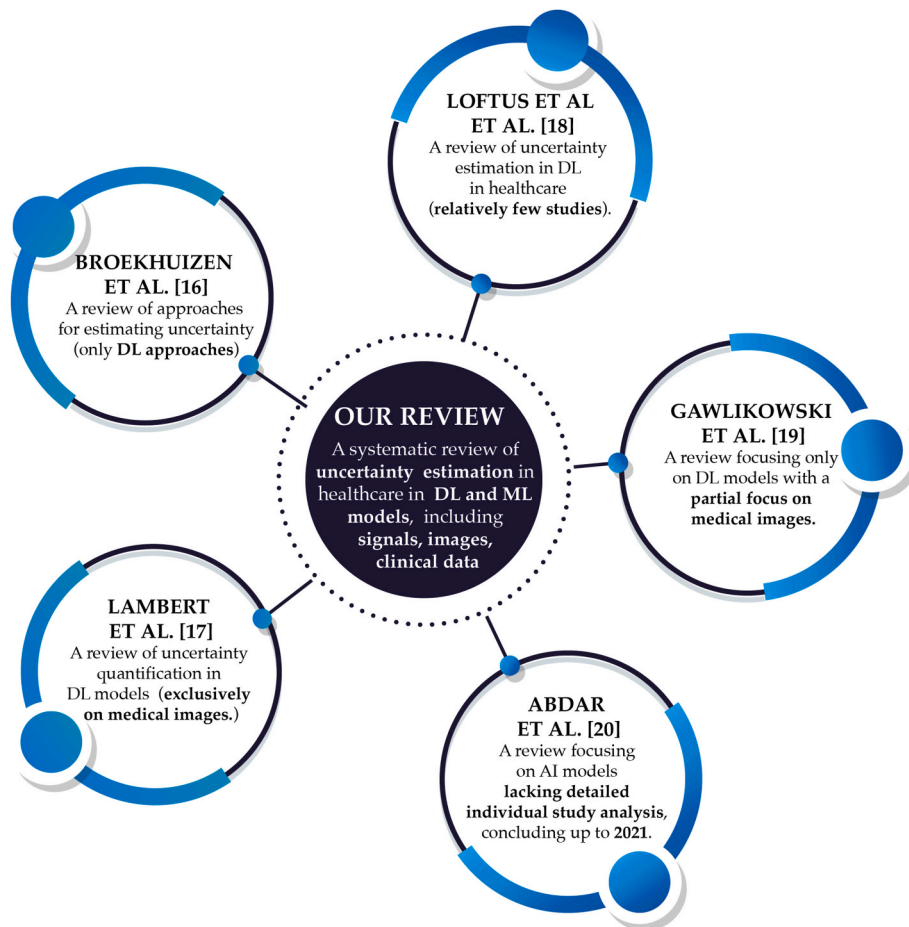 LOFTUS ET AL
ET AL. [18]
A review of uncertainty
estimation in DL
in healthcare
(relatively few studies).
BROEKHUIZEN
ET AL. [16]
A review of approaches
for estimating uncertainty
(only DL approaches)
OUR REVIEW
A systematic review of
uncertainty estimation in
healthcare in DL and ML
models, including
signals, images,
clinical data
GAWLIKOWSKI
ET AL. [19]
A review focusing only
on DL models with a
partial focus on
medical images.
LAMBERT
ET AL. [17]
A review of uncertainty
quantification in
DL models (exclusively
on medical images.)
ABDAR
ET AL. [20]
A review focusing
on AI models
lacking detailed
individual study analysis,
concluding up to 2021.